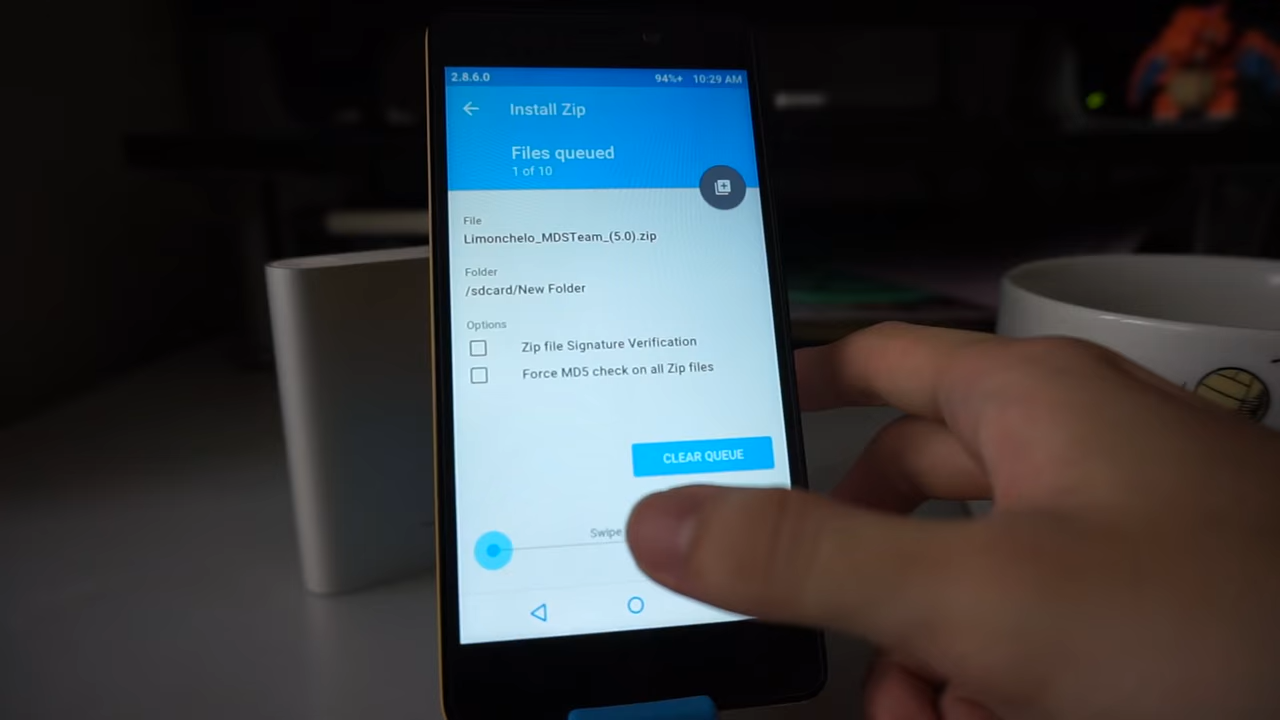 2.8.6.0 94%+ 10:29 AM
Install Zip
Files queued
1 of 10
File
Limonchelo_MDSTeam_(5.0).zip
Folder
/sdcard/New Folder
Options
Zip file Signature Verification
Force MD5 check on all Zip files
CLEAR QUEUE
Swipe